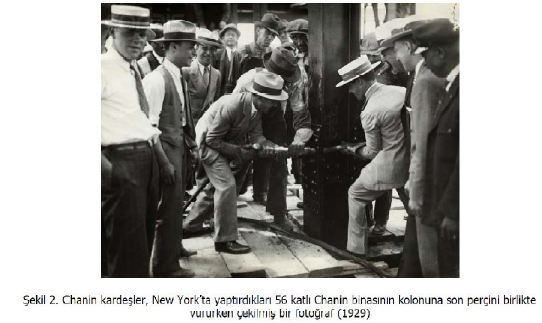 Şekil 2. Chanin kardeşler, New York'ta yaptırdıkları 56 katlı Chanin binasının kolonuna son perçini birlikte
vururken çekilmiş bir fotoğraf (1929)